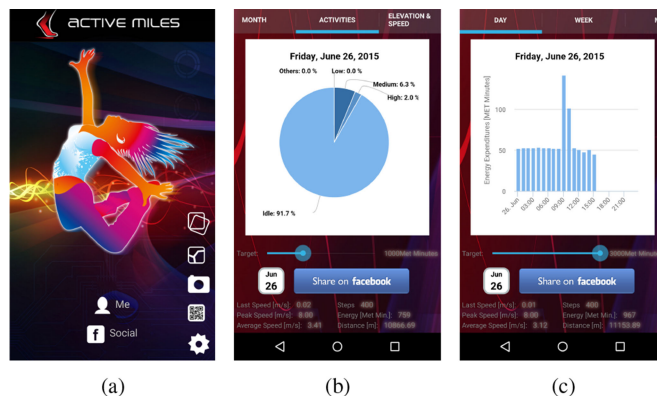 ACTIVE MILES
Me
Social
(a)
MONTH ACTIVITIES ELEVATION & SPEED
Friday, June 26, 2015
Others: 0.0 % Low: 0.0 %
Medium: 6.3 %
High: 2.0 %
Idle: 91.7 %
Target: 1000Met Minutes
Jun
26
Share on facebook
Last Speed [m/s]: 0.02 Steps 400
Peak Speed [m/s]: 8.00 Energy [Met Min.]: 759
Average Speed [m/s]: 3.41 Distance [m]: 10866.69
(b)
DAY WEEK M
Friday, June 26, 2015
Energy Expenditures [MET Minutes]
100
50
0
26. Jun 03:00 06:00 09:00 12:00 15:00 18:00 21:00
Target: 3000Met Minutes
Jun
26
Share on facebook
Last Speed [m/s]: 0.01 Steps 400
Peak Speed [m/s]: 8.00 Energy [Met Min.]: 967
Average Speed [m/s]: 3.12 Distance [m]: 11153.89
(c)